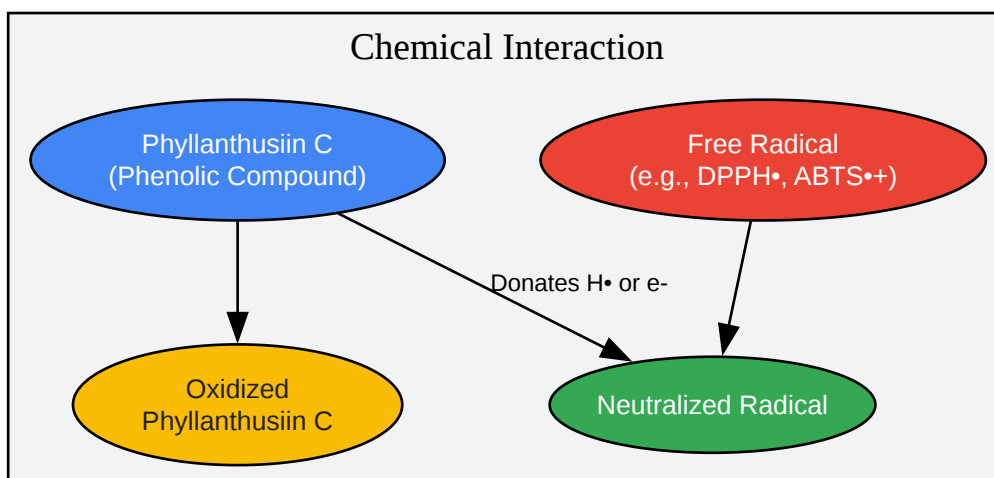 Chemical Interaction
Phyllanthusiin C
(Phenolic Compound)
Free Radical
(e.g., DPPH•, ABTS•+)
Donates H• or e-
Oxidized
Phyllanthusiin C
Neutralized Radical